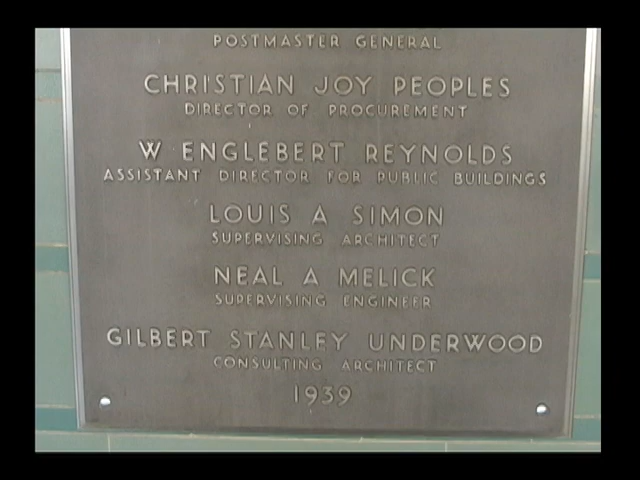 POSTMASTER GENERAL
CHRISTIAN JOY PEOPLES
DIRECTOR OF PROCUREMENT
W ENGLEBERT REYNOLDS
ASSISTANT DIRECTOR FOR PUBLIC BUILDINGS
LOUIS A SIMON
SUPERVISING ARCHITECT
NEAL A MELICK
SUPERVISING ENGINEER
GILBERT STANLEY UNDERWOOD
CONSULTING ARCHITECT
1939